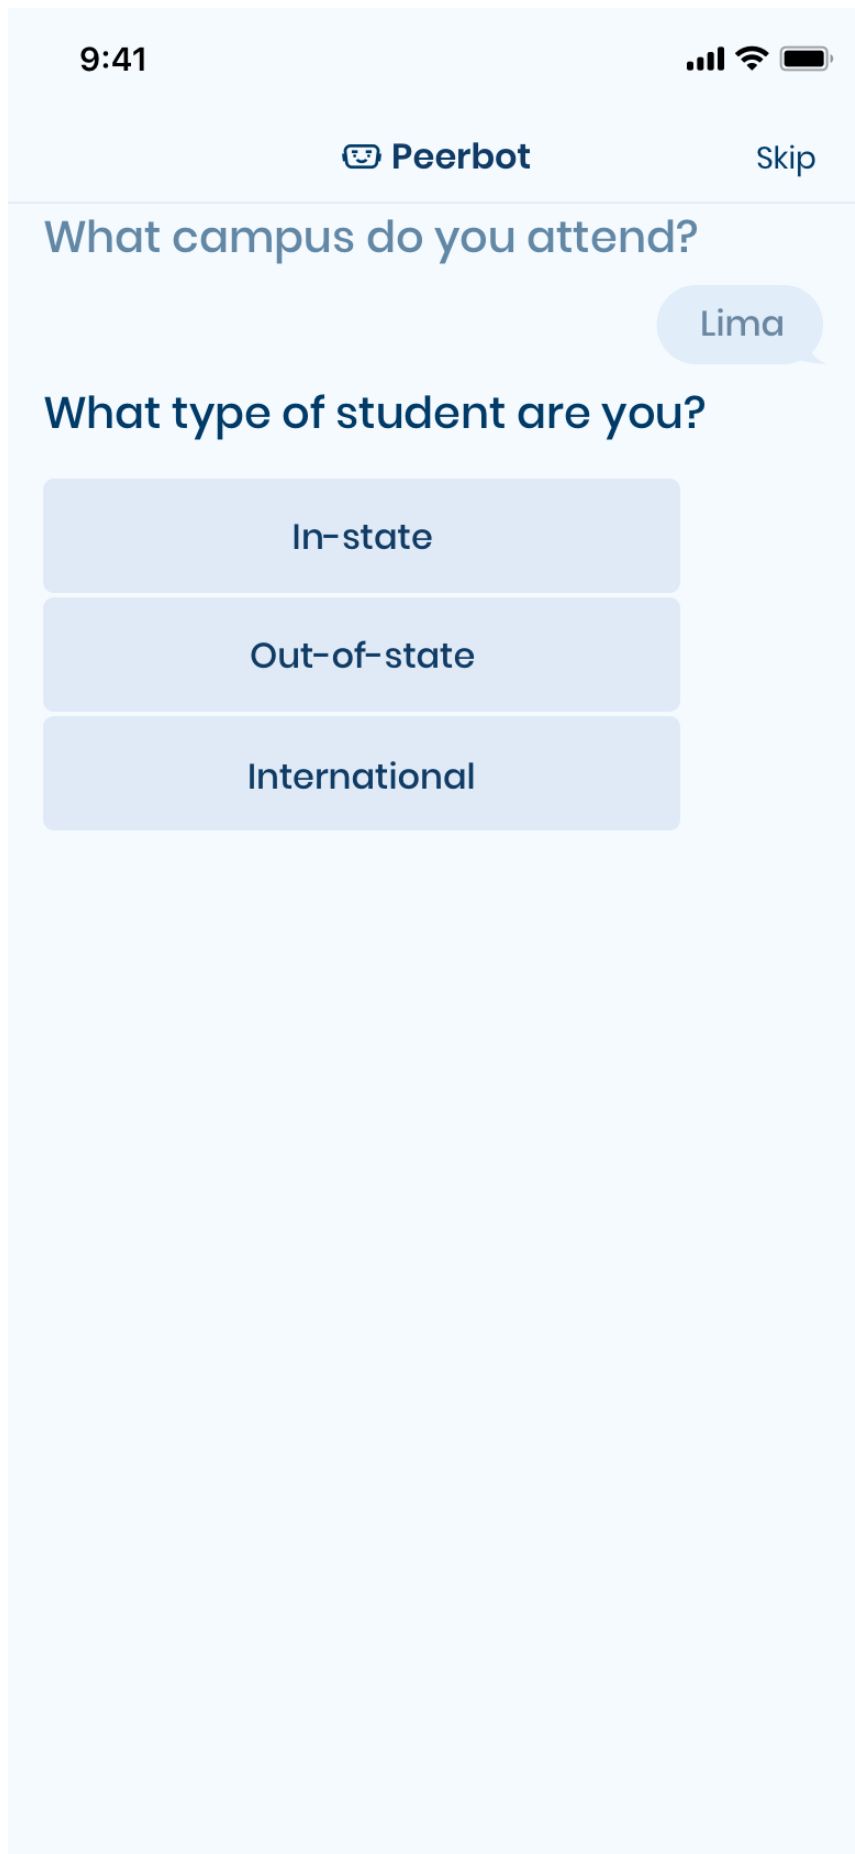 9:41
Peerbot
Skip
What campus do you attend?
Lima
What type of student are you?
In-state
Out-of-state
International